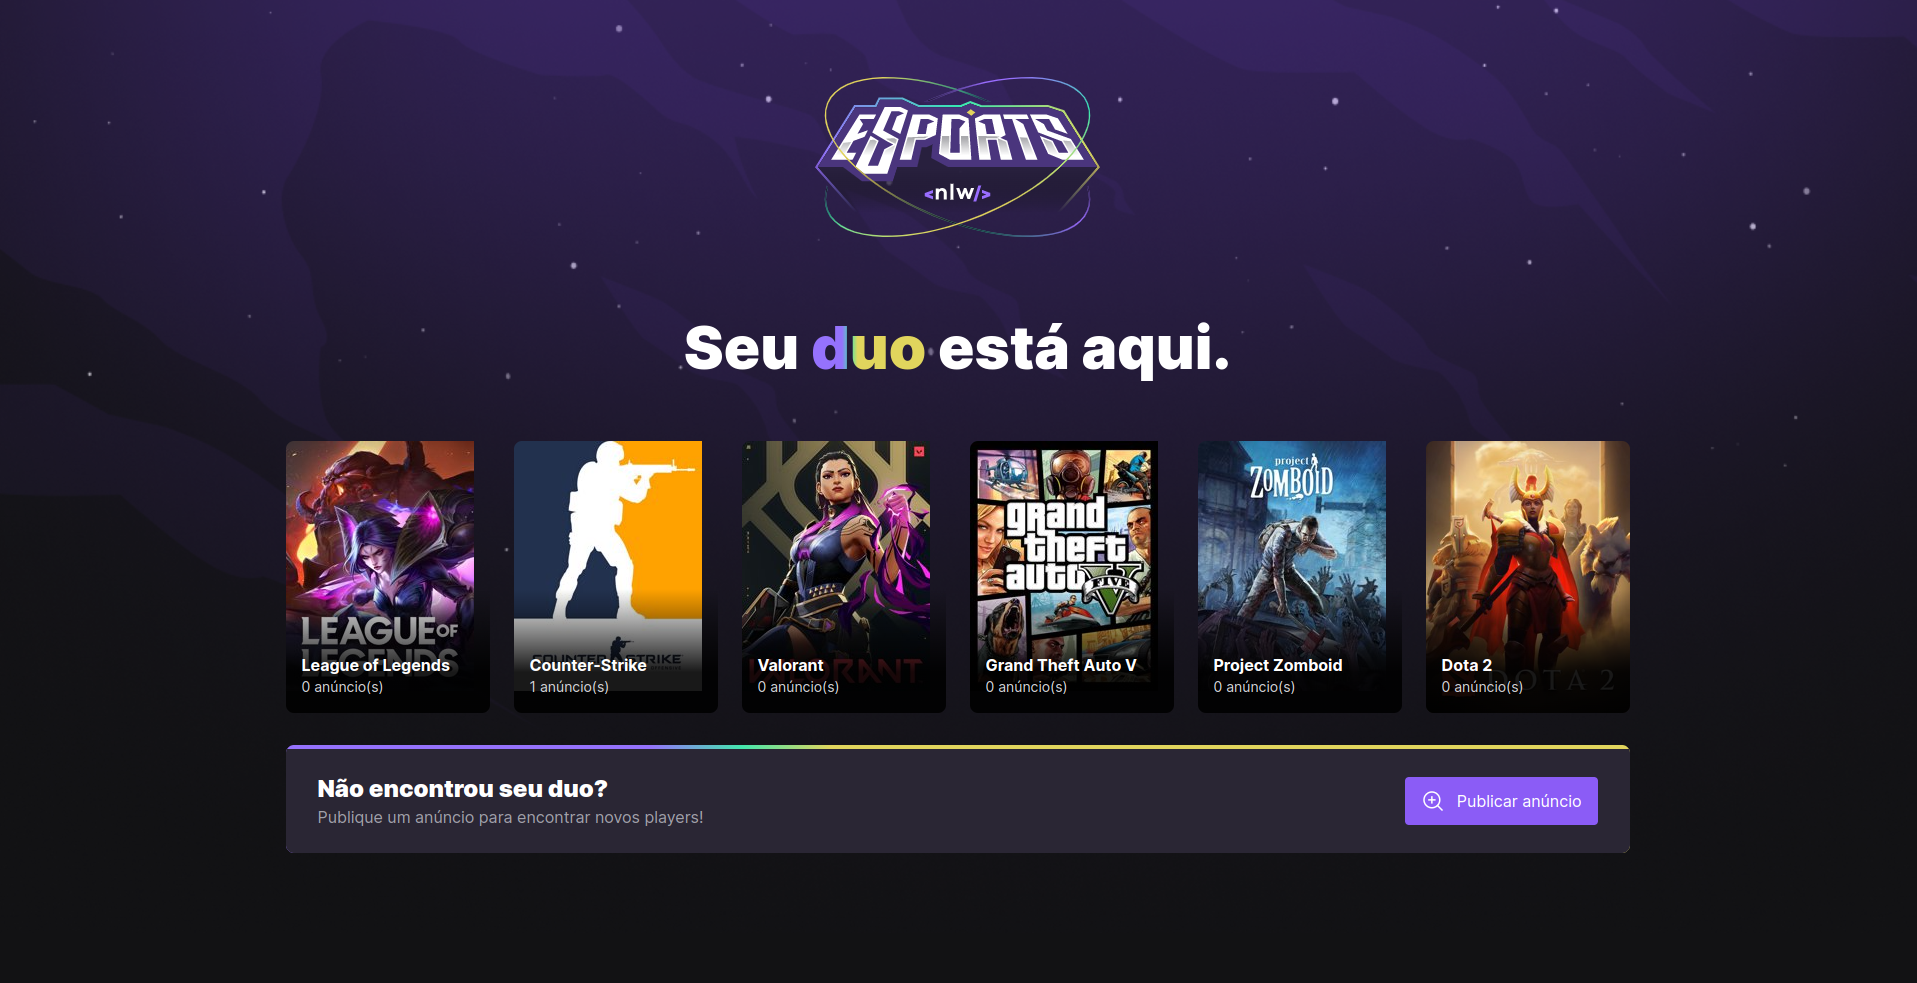 ESPORTS
<nlw/>
Seu duo está aqui.
LEAGUE OF
LEGENDS
League of Legends
0 anúncio(s)
COUNTER-STRIKE
Counter-Strike
1 anúncio(s)
VALORANT
Valorant
0 anúncio(s)
grand
theft
auto
FIVE
Grand Theft Auto V
0 anúncio(s)
project
ZOMBOID
Project Zomboid
0 anúncio(s)
DOTA 2
Dota 2
0 anúncio(s)
Não encontrou seu duo?
Publique um anúncio para encontrar novos players!
Publicar anúncio